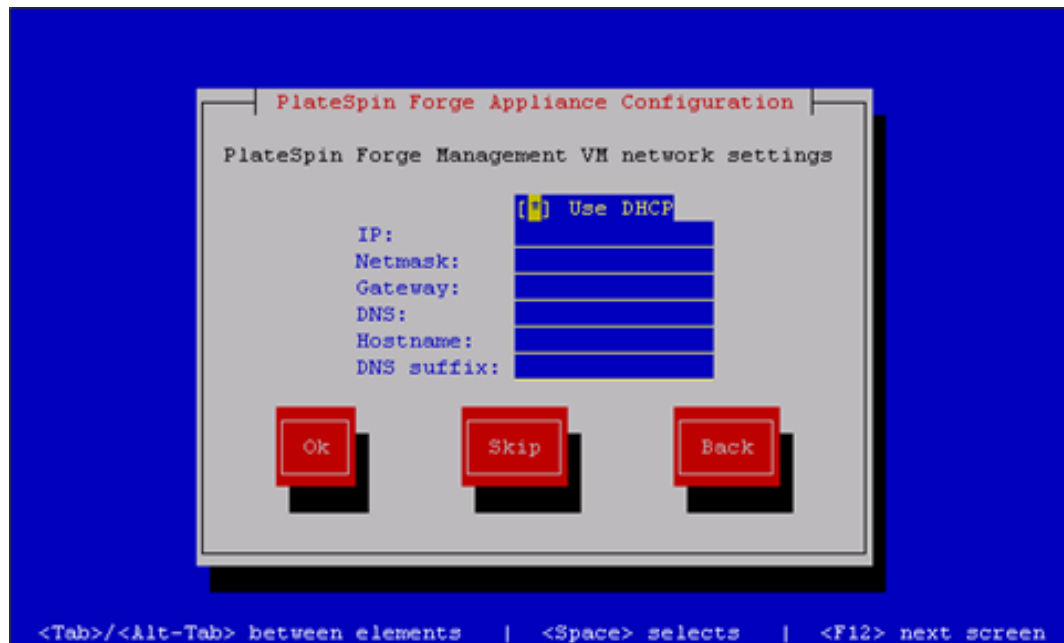 PlateSpin Forge Appliance Configuration
PlateSpin Forge Management VM network settings
[*] Use DHCP
IP:
Netmask:
Gateway:
DNS:
Hostname:
DNS suffix:
Ok Skip Back
<Tab>/<Alt-Tab> between elements | <Space> selects | <F12> next screen